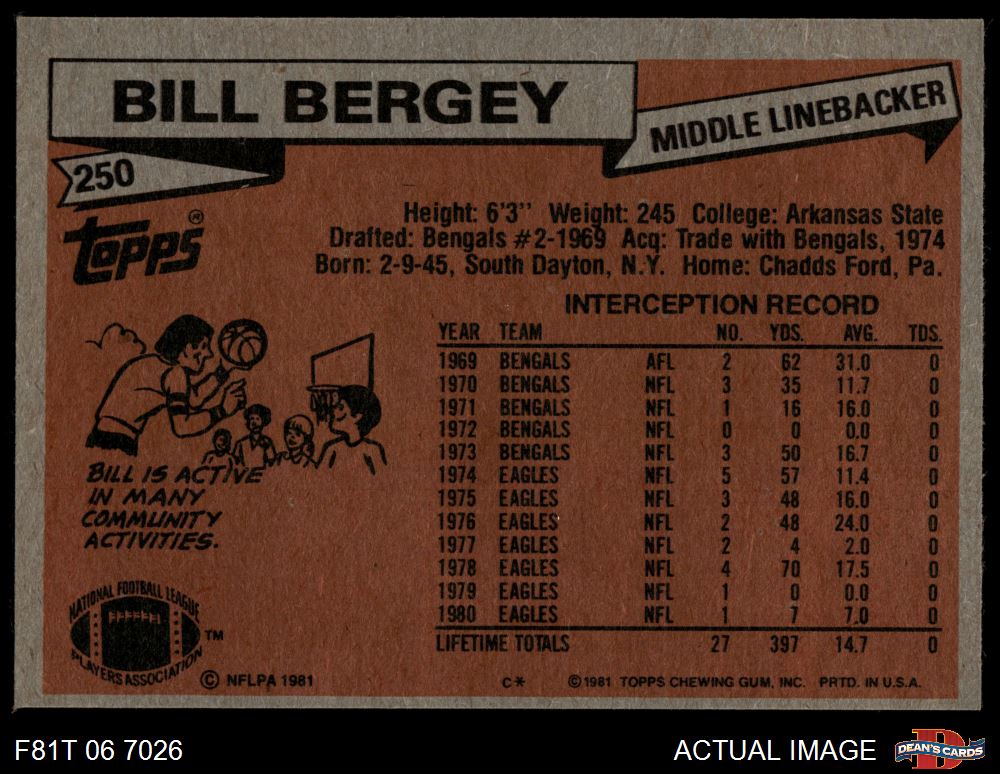 BILL BERGEY
MIDDLE LINEBACKER
250
topps®
Height: 6'3" Weight: 245 College: Arkansas State
Drafted: Bengals #2-1969 Acq: Trade with Bengals, 1974
Born: 2-9-45, South Dayton, N.Y. Home: Chadds Ford, Pa.
INTERCEPTION RECORD
YEAR TEAM NO. YDS. AVG. TDS.
1969 BENGALS AFL 2 62 31.0 0
1970 BENGALS NFL 3 35 11.7 0
1971 BENGALS NFL 1 16 16.0 0
1972 BENGALS NFL 0 0 0.0 0
1973 BENGALS NFL 3 50 16.7 0
1974 EAGLES NFL 5 57 11.4 0
1975 EAGLES NFL 3 48 16.0 0
1976 EAGLES NFL 2 48 24.0 0
1977 EAGLES NFL 2 4 2.0 0
1978 EAGLES NFL 4 70 17.5 0
1979 EAGLES NFL 1 0 0.0 0
1980 EAGLES NFL 1 7 7.0 0
LIFETIME TOTALS 27 397 14.7 0
BILL IS ACTIVE
IN MANY
COMMUNITY
ACTIVITIES.
NATIONAL FOOTBALL LEAGUE
PLAYERS ASSOCIATION
TM
© NFLPA 1981
C*
©1981 TOPPS CHEWING GUM, INC. PRTD. IN U.S.A.
F81T 06 7026
ACTUAL IMAGE
DEAN'S CARDS